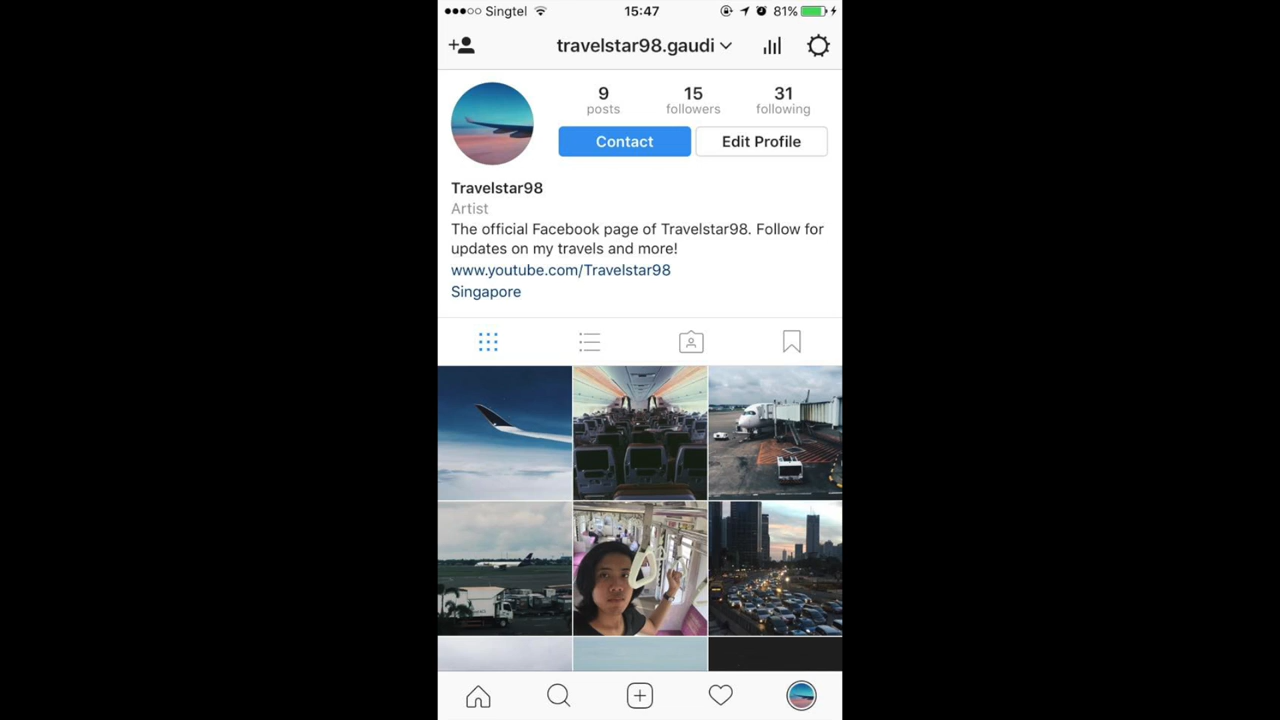 Singtel 15:47 81%
travelstar98.gaudi
9 15 31
posts followers following
Contact Edit Profile
Travelstar98
Artist
The official Facebook page of Travelstar98. Follow for
updates on my travels and more!
www.youtube.com/Travelstar98
Singapore